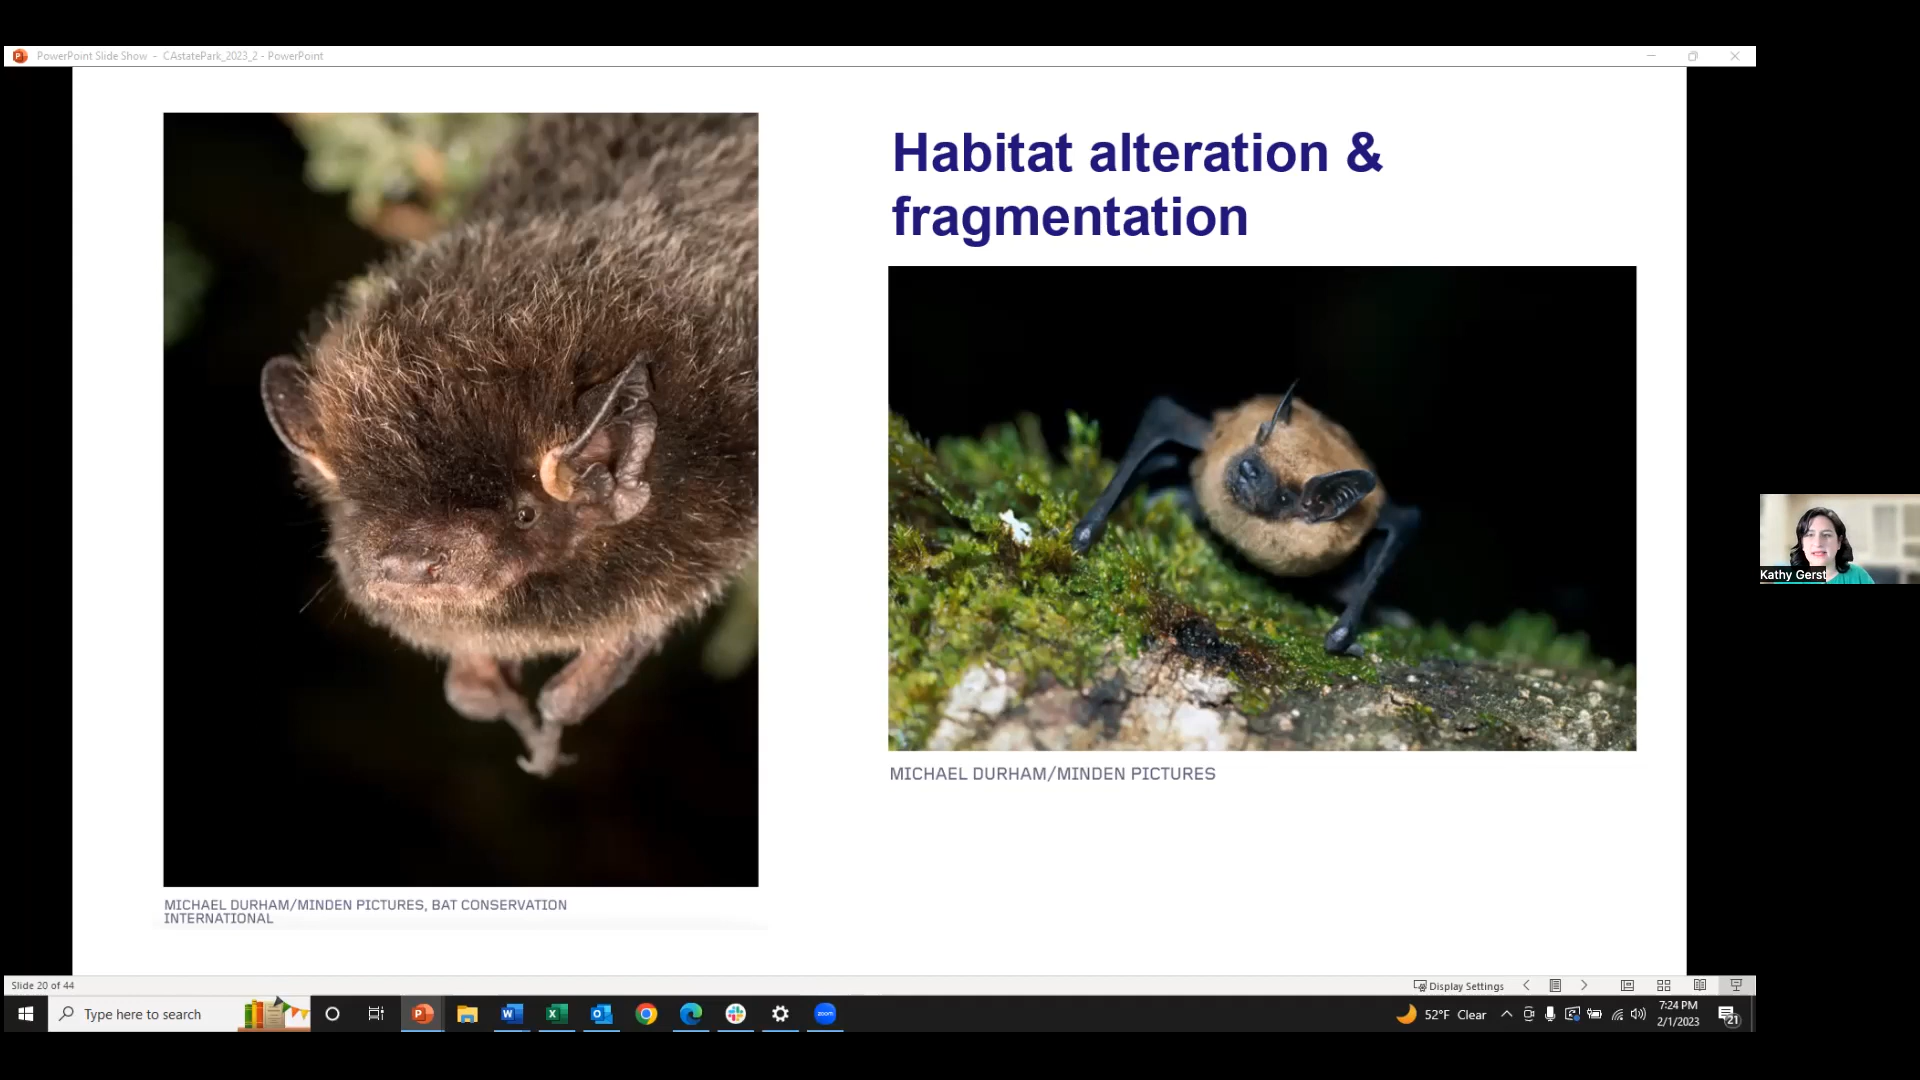 PowerPoint Slide Show - CAstatePark_2023_2 - PowerPoint
Habitat alteration &
fragmentation
MICHAEL DURHAM/MINDEN PICTURES
MICHAEL DURHAM/MINDEN PICTURES, BAT CONSERVATION
INTERNATIONAL
Kathy Gerst
Slide 20 of 44
Display Settings
Type here to search
zoom
52°F Clear
7:24 PM
2/1/2023
21